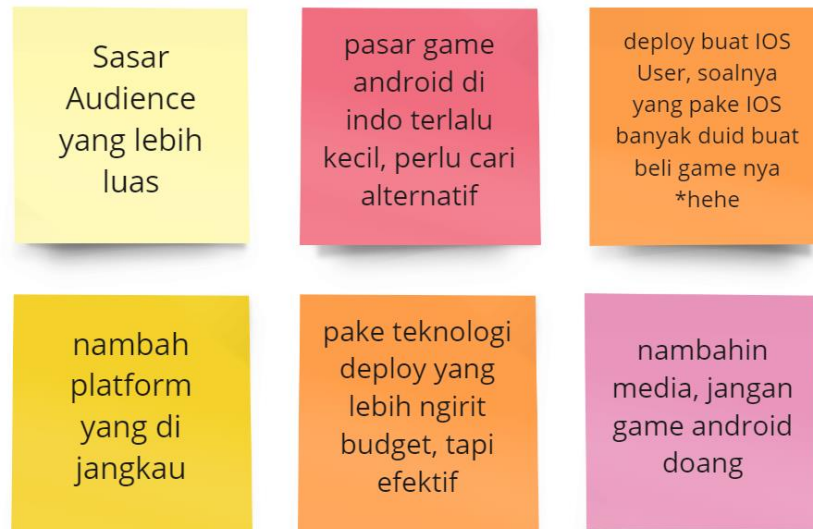 Sasar
Audience
yang lebih
luas
pasar game
android di
indo terlalu
kecil, perlu cari
alternatif
deploy buat IOS
User, soalnya
yang pake IOS
banyak duid buat
beli game nya
*hehe
nambah
platform
yang di
jangkau
pake teknologi
deploy yang
lebih ngirit
budget, tapi
efektif
nambahin
media, jangan
game android
doang